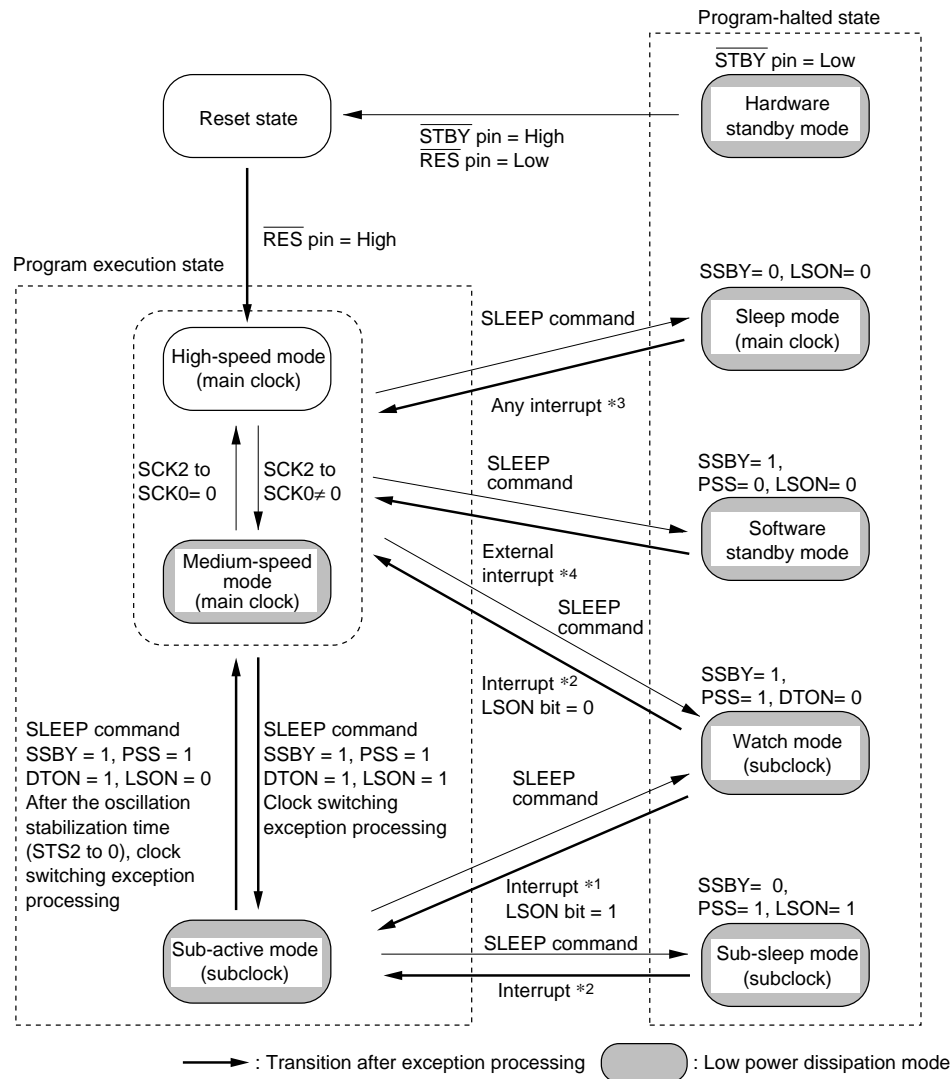 Program-halted state
STBY pin = Low
Hardware
standby mode
Reset state
STBY pin = High
RES pin = Low
RES pin = High
Program execution state
SSBY= 0, LSON= 0
SLEEP command
Sleep mode
(main clock)
High-speed mode
(main clock)
Any interrupt *3
SCK2 to
SCK0= 0
SCK2 to
SCK0≠ 0
SLEEP
command
SSBY= 1,
PSS= 0, LSON= 0
Software
standby mode
Medium-speed
mode
(main clock)
External
interrupt *4
SLEEP
command
Interrupt *2
LSON bit = 0
SSBY= 1,
PSS= 1, DTON= 0
Watch mode
(subclock)
SLEEP command
SSBY = 1, PSS = 1
DTON = 1, LSON = 0
After the oscillation
stabilization time
(STS2 to 0), clock
switching exception
processing
SLEEP command
SSBY = 1, PSS = 1
DTON = 1, LSON = 1
Clock switching
exception processing
SLEEP
command
Interrupt *1
LSON bit = 1
SSBY= 0,
PSS= 1, LSON= 1
Sub-active mode
(subclock)
SLEEP command
Sub-sleep mode
(subclock)
Interrupt *2
: Transition after exception processing
: Low power dissipation mode